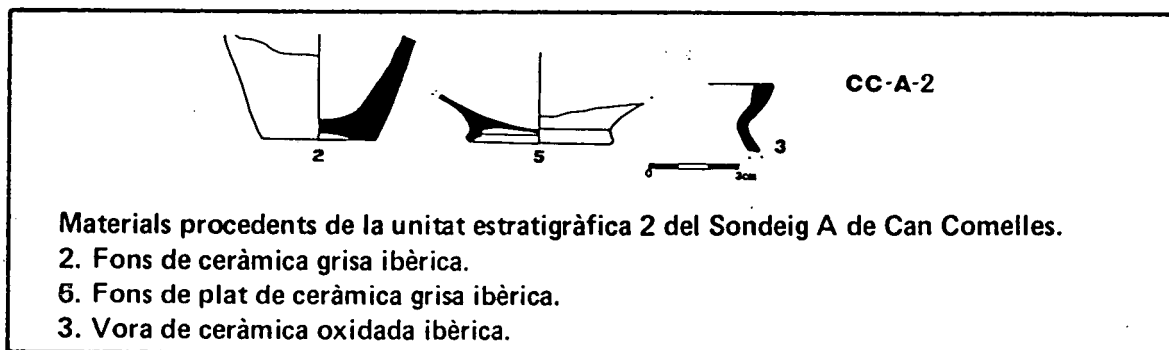 CC-A-2
2
5
3
0
3cm
Materials procedents de la unitat estratigràfica 2 del Sondeig A de Can Comelles.
2. Fons de ceràmica grisa ibèrica.
5. Fons de plat de ceràmica grisa ibèrica.
3. Vora de ceràmica oxidada ibèrica.